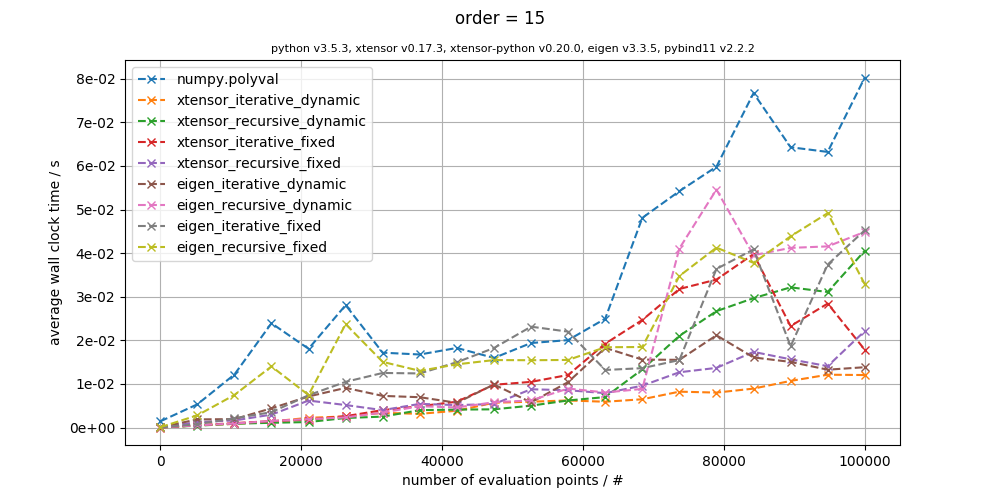 order = 15
python v3.5.3, xtensor v0.17.3, xtensor-python v0.20.0, eigen v3.3.5, pybind11 v2.2.2
average wall clock time / s
8e-02
7e-02
6e-02
5e-02
4e-02
3e-02
2e-02
1e-02
0e+00
numpy.polyval
xtensor_iterative_dynamic
xtensor_recursive_dynamic
xtensor_iterative_fixed
xtensor_recursive_fixed
eigen_iterative_dynamic
eigen_recursive_dynamic
eigen_iterative_fixed
eigen_recursive_fixed
0 20000 40000 60000 80000 100000
number of evaluation points / #